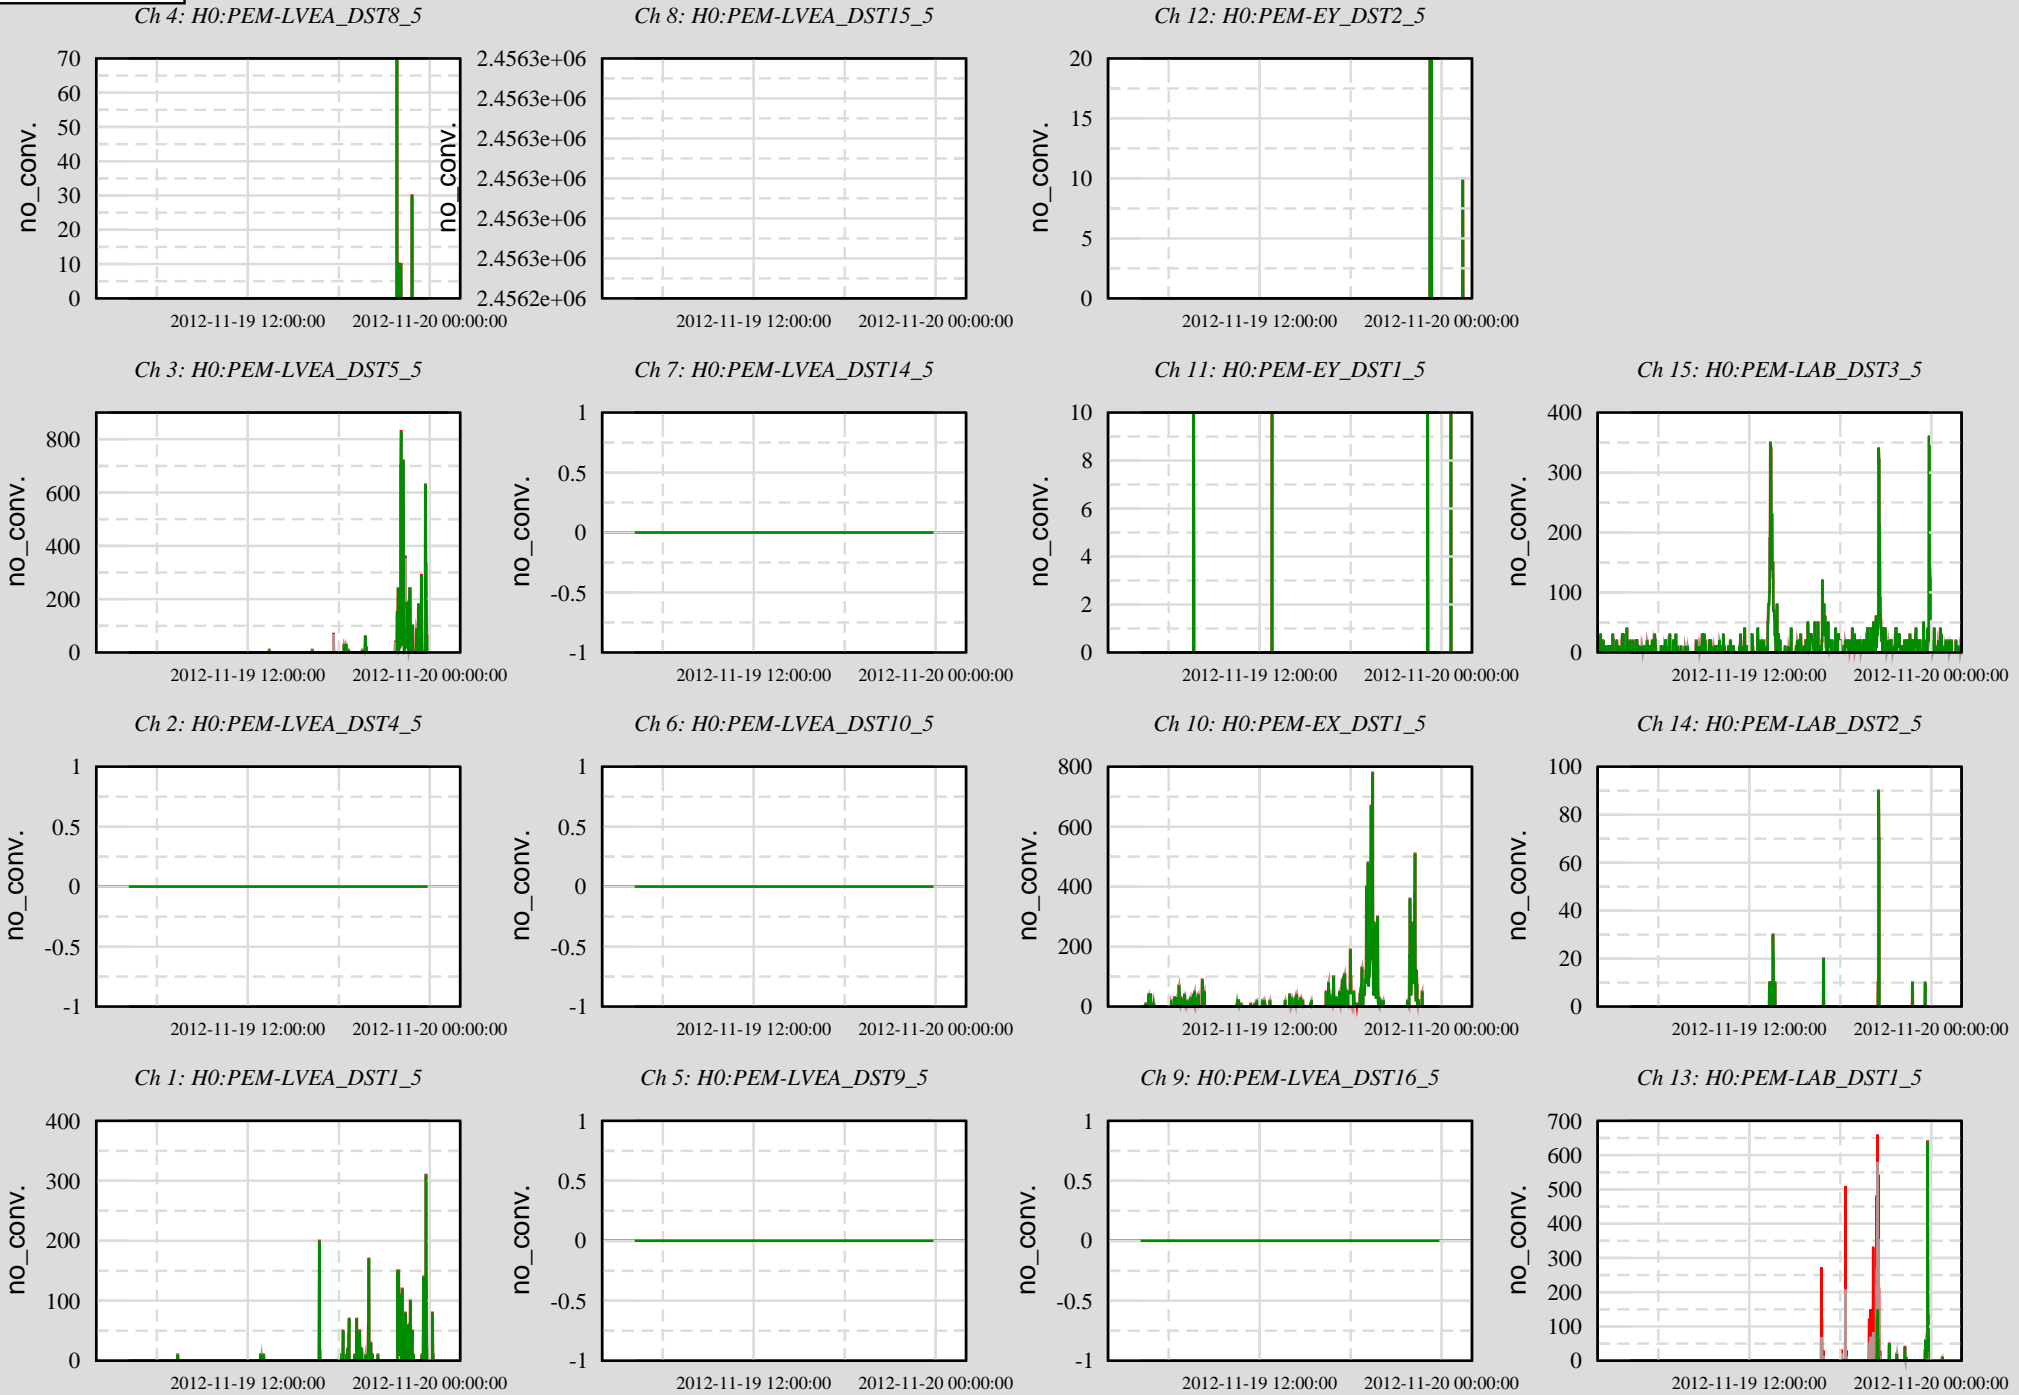 Ch 4: H0:PEM-LVEA_DST8_5
no_conv.
70
60
50
40
30
20
10
0
2012-11-19 12:00:00 2012-11-20 00:00:00
Ch 8: H0:PEM-LVEA_DST15_5
no_conv.
2.4563e+06
2.4563e+06
2.4563e+06
2.4563e+06
2.4563e+06
2.4563e+06
2.4562e+06
2012-11-19 12:00:00 2012-11-20 00:00:00
Ch 12: H0:PEM-EY_DST2_5
no_conv.
20
15
10
5
0
2012-11-19 12:00:00 2012-11-20 00:00:00
Ch 3: H0:PEM-LVEA_DST5_5
no_conv.
800
600
400
200
0
2012-11-19 12:00:00 2012-11-20 00:00:00
Ch 7: H0:PEM-LVEA_DST14_5
no_conv.
1
0.5
0
-0.5
-1
2012-11-19 12:00:00 2012-11-20 00:00:00
Ch 11: H0:PEM-EY_DST1_5
no_conv.
10
8
6
4
2
0
2012-11-19 12:00:00 2012-11-20 00:00:00
Ch 15: H0:PEM-LAB_DST3_5
no_conv.
400
300
200
100
0
2012-11-19 12:00:00 2012-11-20 00:00:00
Ch 2: H0:PEM-LVEA_DST4_5
no_conv.
1
0.5
0
-0.5
-1
2012-11-19 12:00:00 2012-11-20 00:00:00
Ch 6: H0:PEM-LVEA_DST10_5
no_conv.
1
0.5
0
-0.5
-1
2012-11-19 12:00:00 2012-11-20 00:00:00
Ch 10: H0:PEM-EX_DST1_5
no_conv.
800
600
400
200
0
2012-11-19 12:00:00 2012-11-20 00:00:00
Ch 14: H0:PEM-LAB_DST2_5
no_conv.
100
80
60
40
20
0
2012-11-19 12:00:00 2012-11-20 00:00:00
Ch 1: H0:PEM-LVEA_DST1_5
no_conv.
400
300
200
100
0
2012-11-19 12:00:00 2012-11-20 00:00:00
Ch 5: H0:PEM-LVEA_DST9_5
no_conv.
1
0.5
0
-0.5
-1
2012-11-19 12:00:00 2012-11-20 00:00:00
Ch 9: H0:PEM-LVEA_DST16_5
no_conv.
1
0.5
0
-0.5
-1
2012-11-19 12:00:00 2012-11-20 00:00:00
Ch 13: H0:PEM-LAB_DST1_5
no_conv.
700
600
500
400
300
200
100
0
2012-11-19 12:00:00 2012-11-20 00:00:00